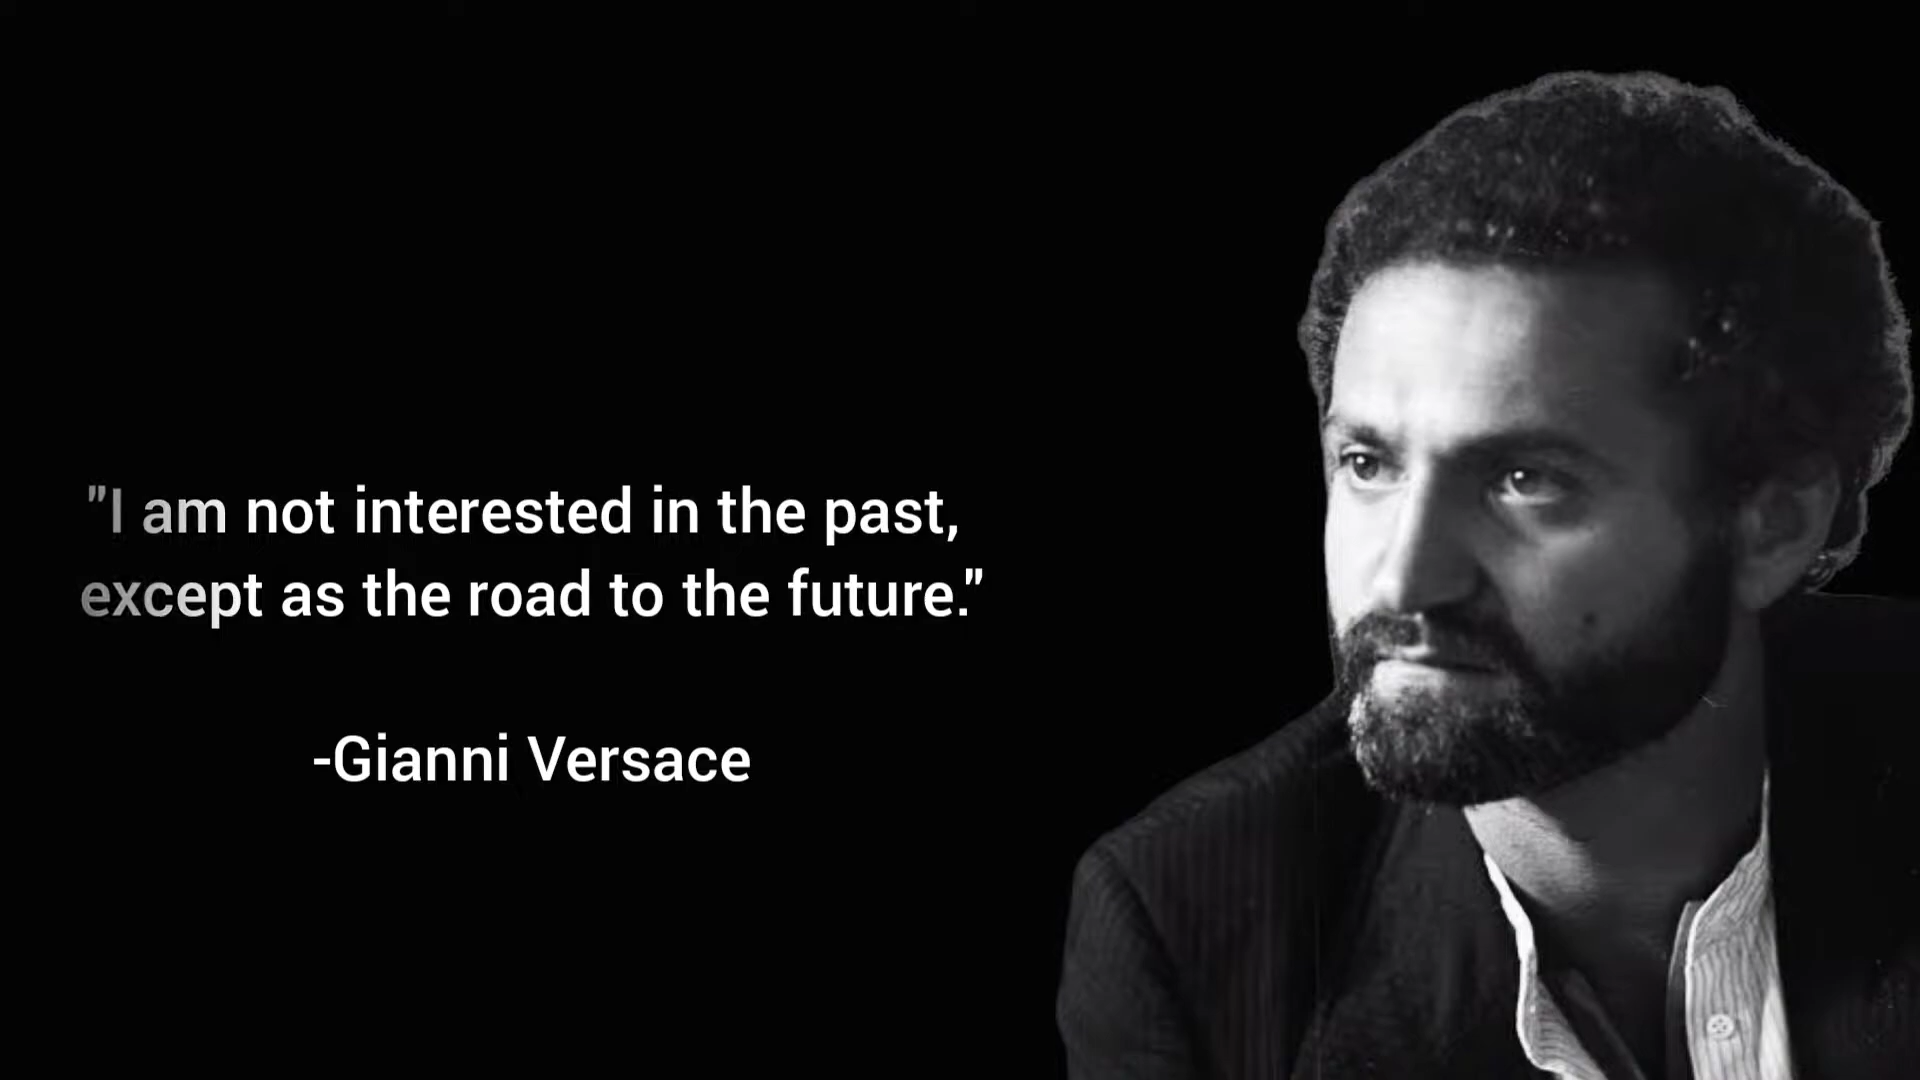 "I am not interested in the past,
except as the road to the future."
-Gianni Versace